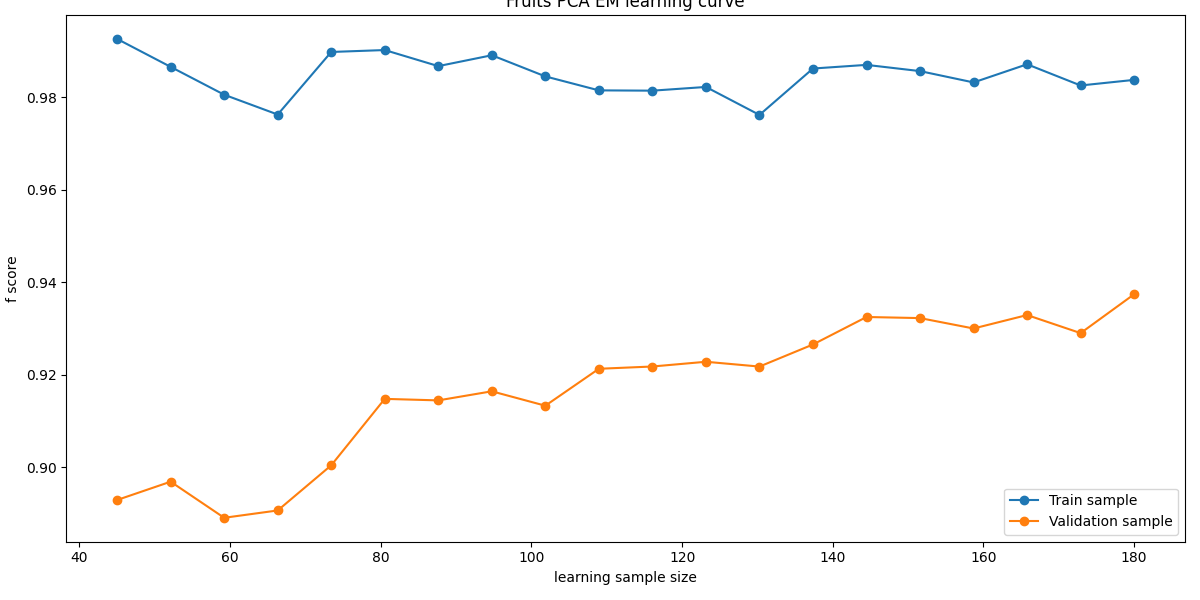 Fruits PCA EM learning curve
f score
0.98
0.96
0.94
0.92
0.90
40 60 80 100 120 140 160 180
learning sample size
Train sample
Validation sample